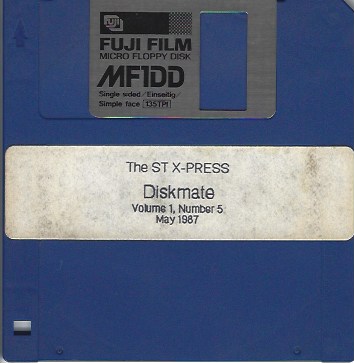 FUJI FILM
MICRO FLOPPY DISK
MF1DD
Single sided/Einseitig/
Simple face 135TPI
The ST X-PRESS
Diskmate
Volume 1, Number 5
May 1987